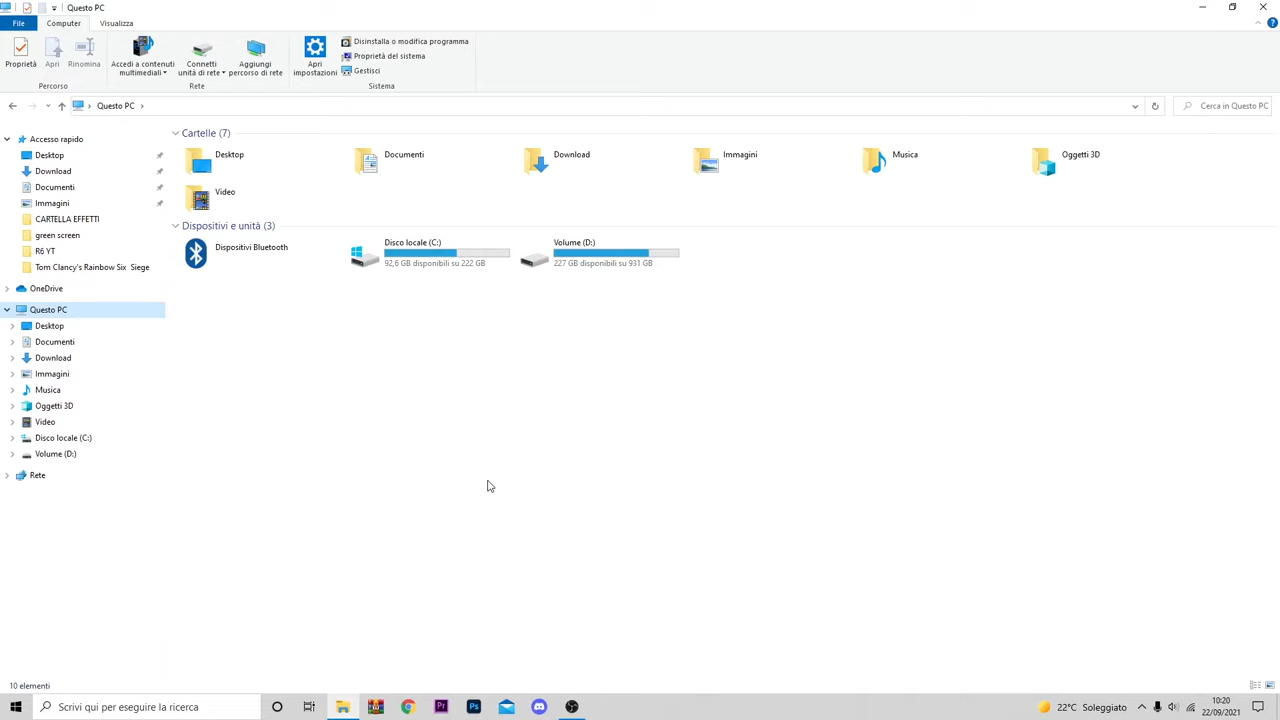 Questo PC
File
Computer
Visualizza
Proprietà
Apri
Rinomina
Accedi a contenuti
multimediali
Connetti
unità di rete
Aggiungi
percorso di rete
Apri
impostazioni
Disinstalla o modifica programma
Proprietà del sistema
Gestisci
Percorso
Rete
Sistema
Questo PC
Cerca in Questo PC
Accesso rapido
Desktop
Download
Documenti
Immagini
CARTELLA EFFETTI
green screen
R6 YT
Tom Clancy's Rainbow Six Siege
OneDrive
Questo PC
Desktop
Documenti
Download
Immagini
Musica
Oggetti 3D
Video
Disco locale (C:)
Volume (D:)
Rete
Cartelle (7)
Desktop
Documenti
Download
Immagini
Musica
Oggetti 3D
Video
Dispositivi e unità (3)
Dispositivi Bluetooth
Disco locale (C:)
92,6 GB disponibili su 222 GB
Volume (D:)
227 GB disponibili su 931 GB
10 elementi
Scrivi qui per eseguire la ricerca
Pr
Ps
22°C Soleggiato
10:20
22/09/2021